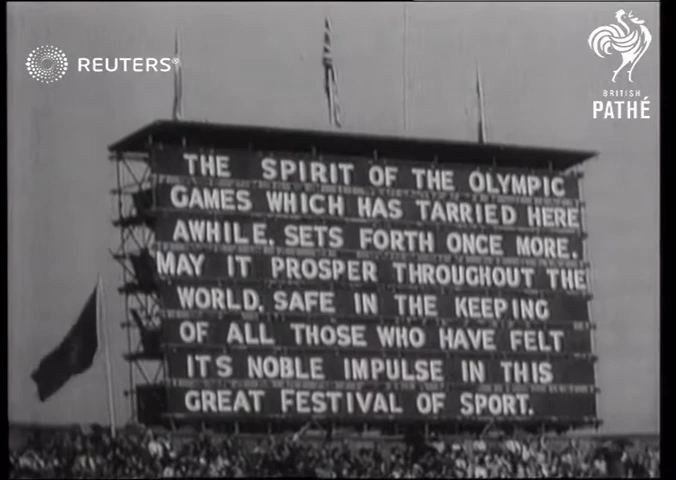 REUTERS
BRITISH
PATHÉ
THE SPIRIT OF THE OLYMPIC
GAMES WHICH HAS TARRIED HERE
AWHILE. SETS FORTH ONCE MORE.
MAY IT PROSPER THROUGHOUT THE
WORLD. SAFE IN THE KEEPING
OF ALL THOSE WHO HAVE FELT
IT'S NOBLE IMPULSE IN THIS
GREAT FESTIVAL OF SPORT.